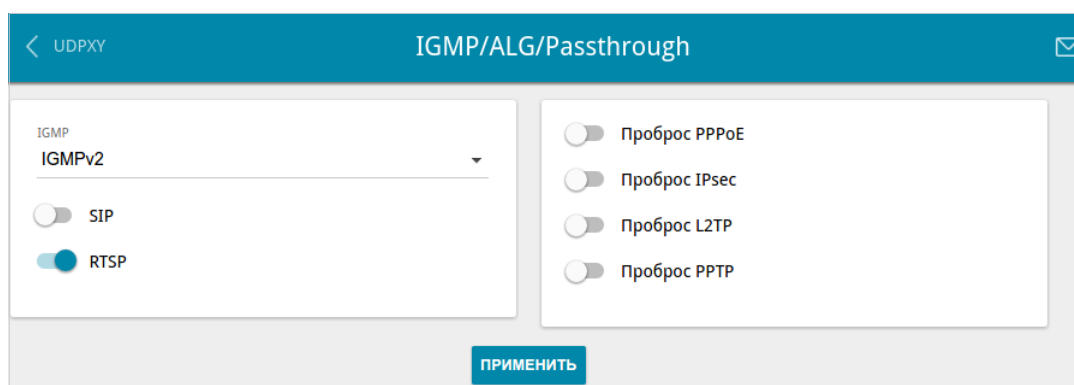 UDPXY
IGMP/ALG/Passthrough
IGMP
IGMPv2
SIP
RTSP
Проброс PPPoE
Проброс IPsec
Проброс L2TP
Проброс PPTP
ПРИМЕНИТЬ